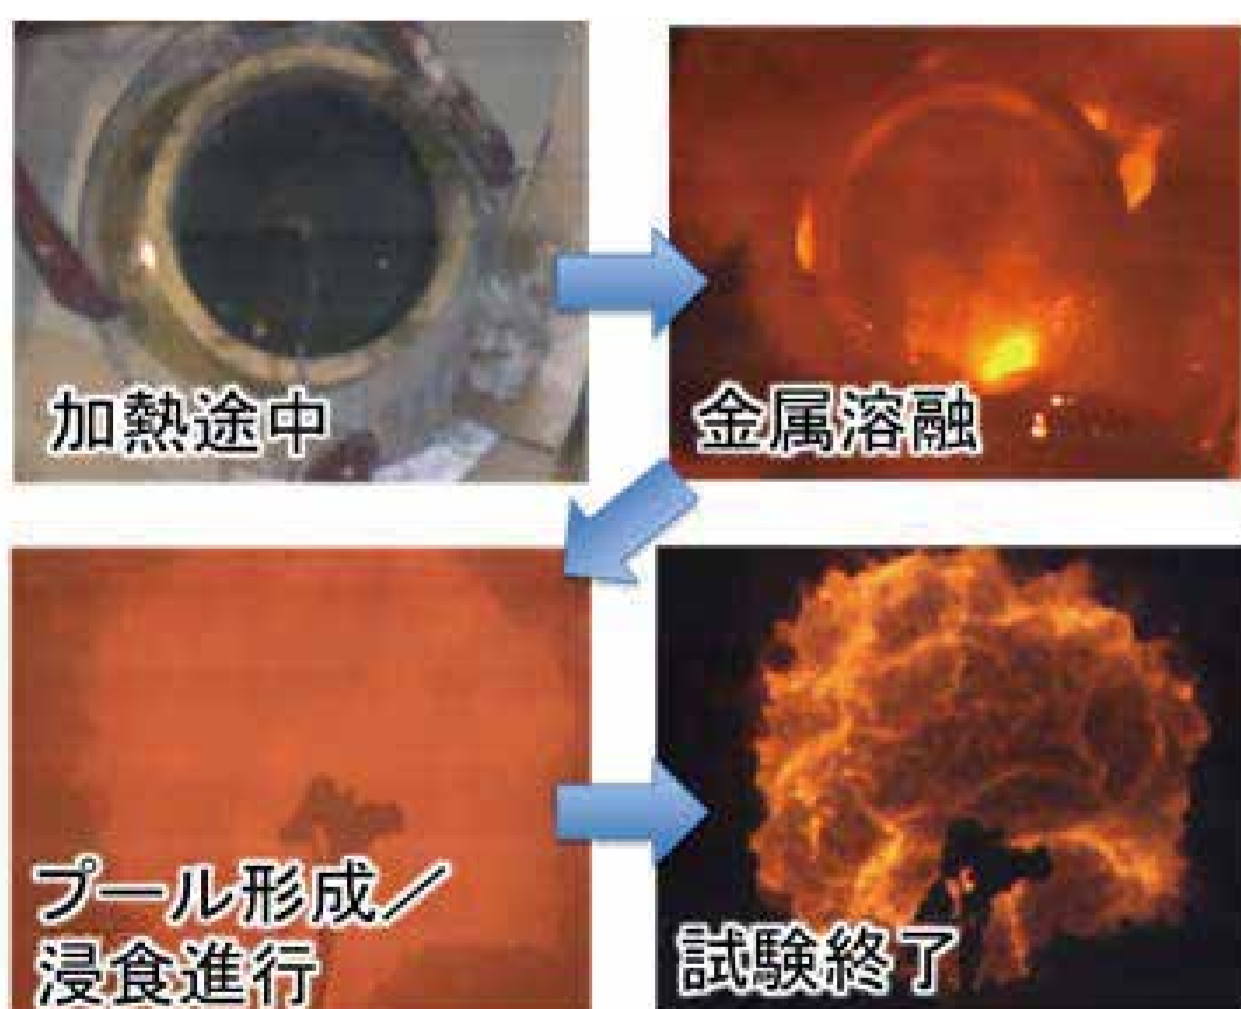 加熱途中
金属溶融
プール形成／
浸食進行
試験終了